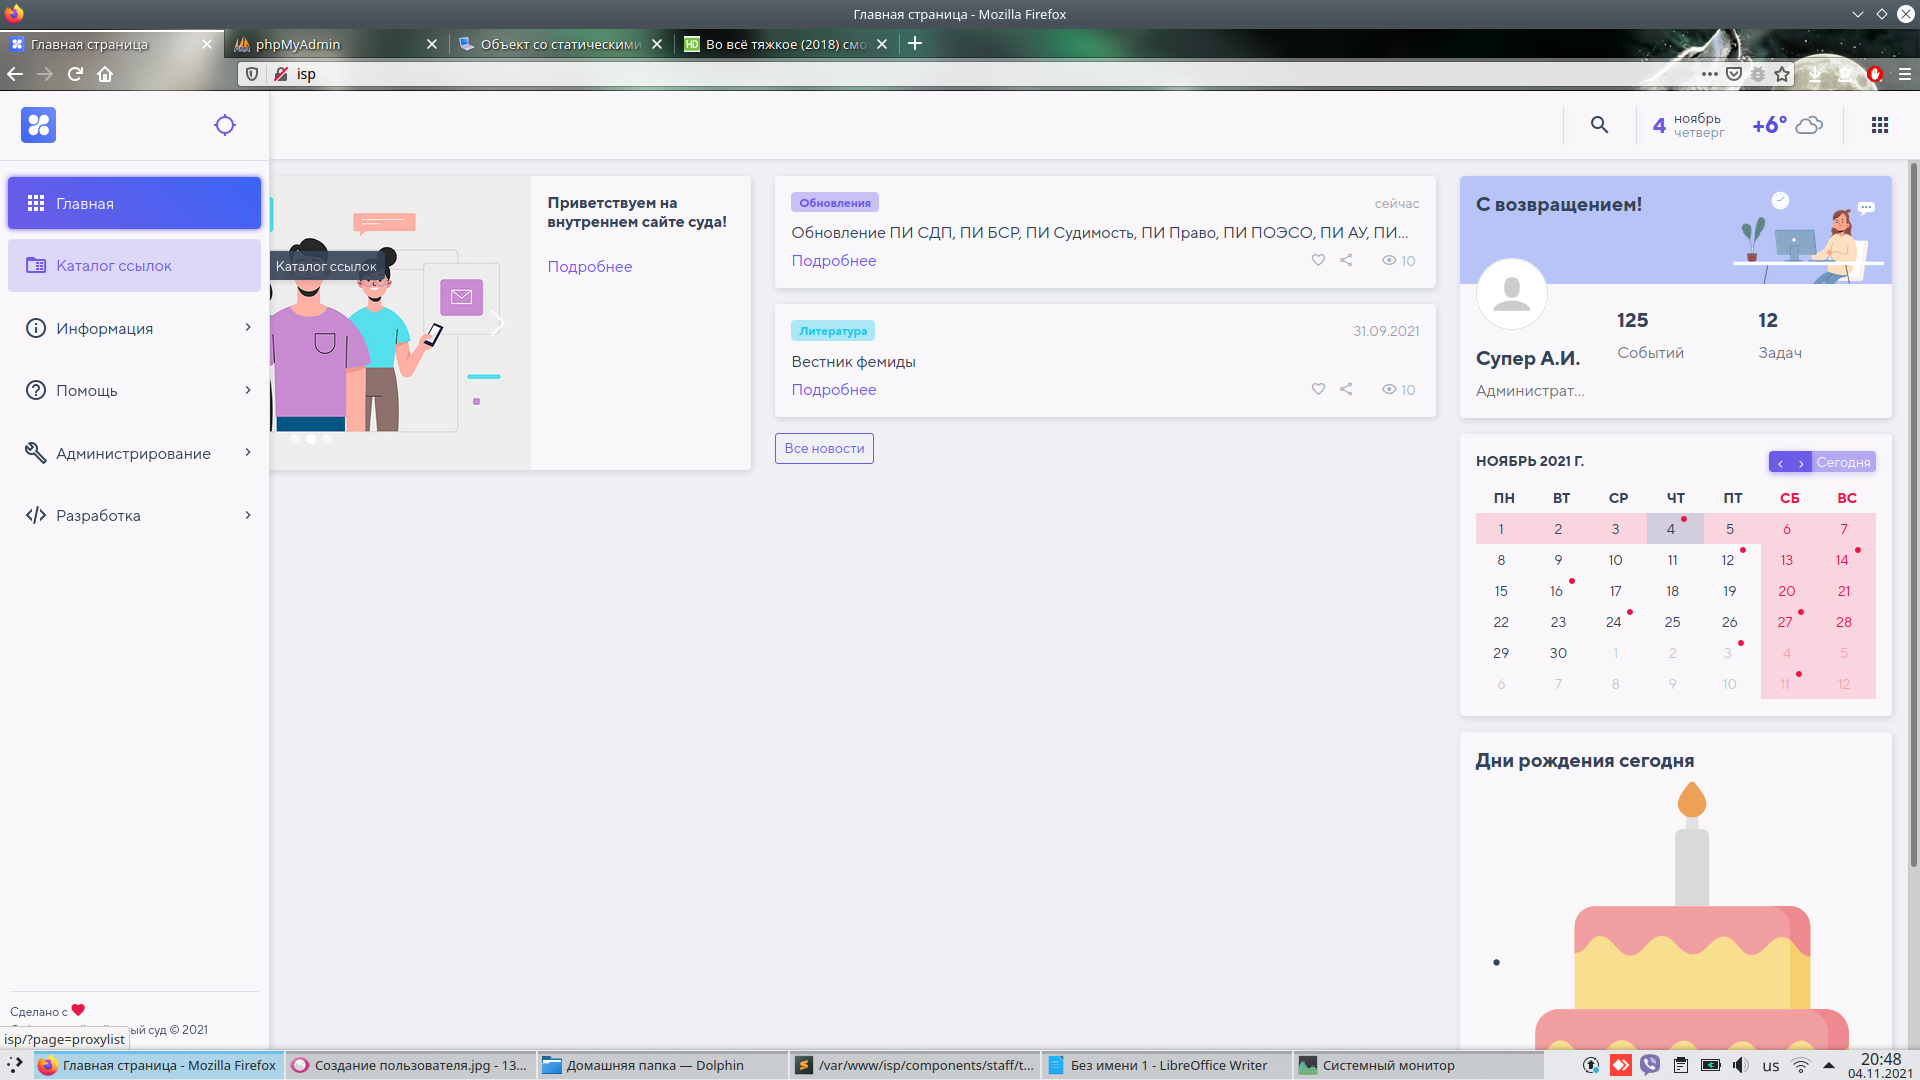 Главная страница - Mozilla Firefox
Главная страница
phpMyAdmin
Объект со статическими
HD Во всё тяжкое (2018) смо
isp
4 ноябрь
четверг
+6°
Главная
Каталог ссылок
Каталог ссылок
Информация
Помощь
Администрирование
Разработка
Приветствуем на
внутреннем сайте суда!
Подробнее
Обновления
сейчас
Обновление ПИ СДП, ПИ БСР, ПИ Судимость, ПИ Право, ПИ ПОЭСО, ПИ АУ, ПИ...
Подробнее
10
Литература
31.09.2021
Вестник фемиды
Подробнее
10
Все новости
С возвращением!
125
Событий
12
Задач
Супер А.И.
Администрат...
НОЯБРЬ 2021 Г.
‹ › Сегодня
ПН ВТ СР ЧТ ПТ СБ ВС
1 2 3 4 5 6 7
8 9 10 11 12 13 14
15 16 17 18 19 20 21
22 23 24 25 26 27 28
29 30 1 2 3 4 5
6 7 8 9 10 11 12
Дни рождения сегодня
Сделано с
ый суд © 2021
isp/?page=proxylist
Главная страница - Mozilla Firefox
Создание пользователя.jpg - 13...
Домашняя папка — Dolphin
/var/www/isp/components/staff/t...
Без имени 1 - LibreOffice Writer
Системный монитор
us
20:48
04.11.2021